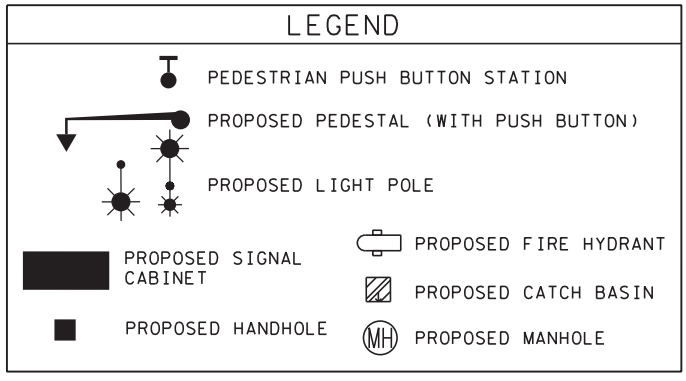 LEGEND
PEDESTRIAN PUSH BUTTON STATION
PROPOSED PEDESTAL (WITH PUSH BUTTON)
PROPOSED LIGHT POLE
PROPOSED SIGNAL
CABINET
PROPOSED HANDHOLE
PROPOSED FIRE HYDRANT
PROPOSED CATCH BASIN
MH PROPOSED MANHOLE